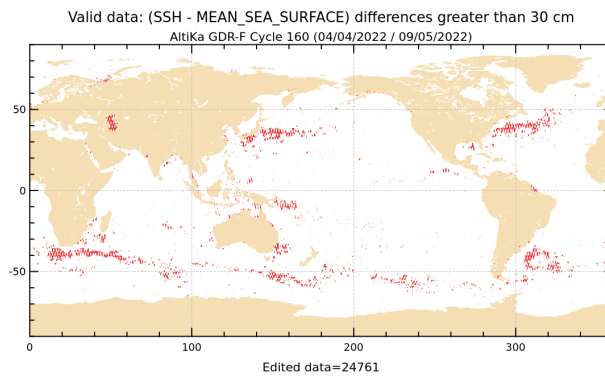 Valid data: (SSH - MEAN_SEA_SURFACE) differences greater than 30 cm
AltiKa GDR-F Cycle 160 (04/04/2022 / 09/05/2022)
50
0
-50
0
100
200
300
Edited data=24761